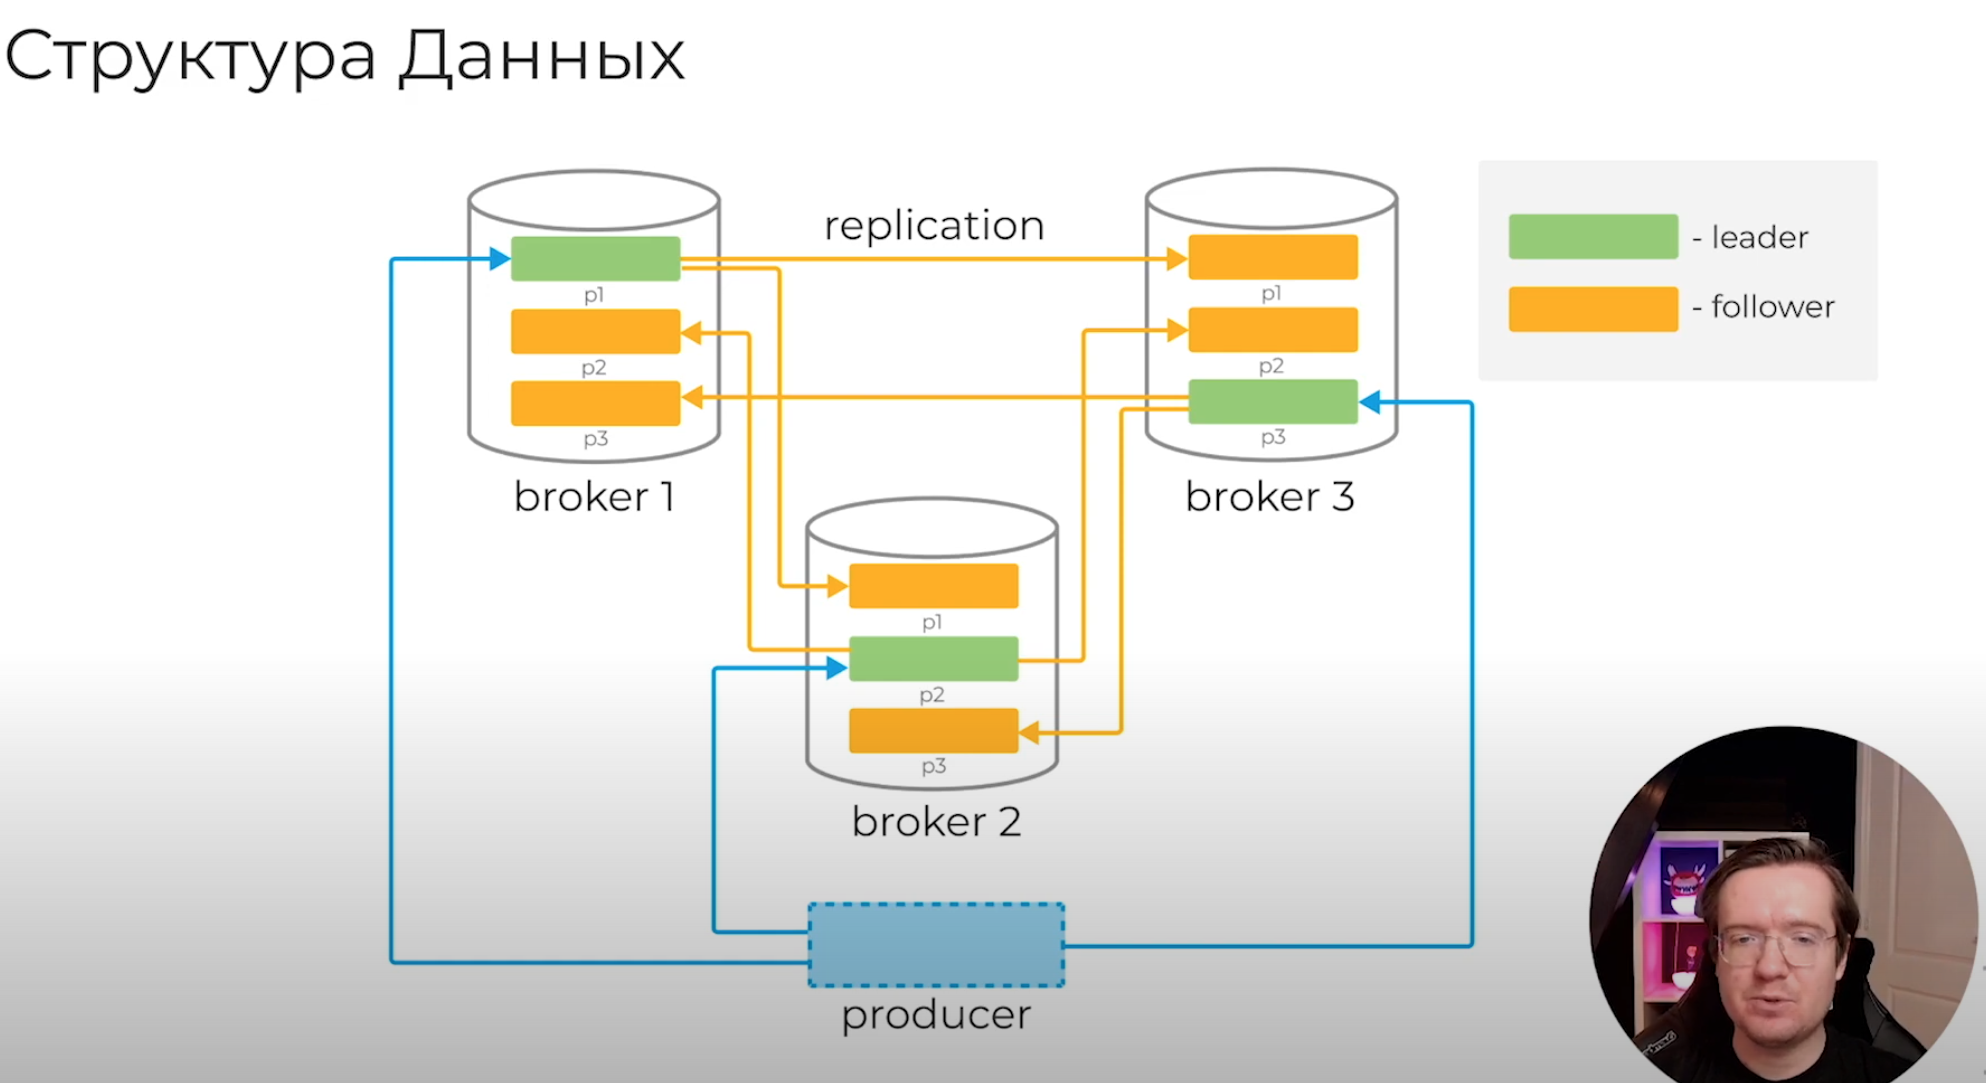 Структура Данных
replication
- leader
- follower
p1
p2
p3
broker 1
p1
p2
p3
broker 3
p1
p2
p3
broker 2
producer